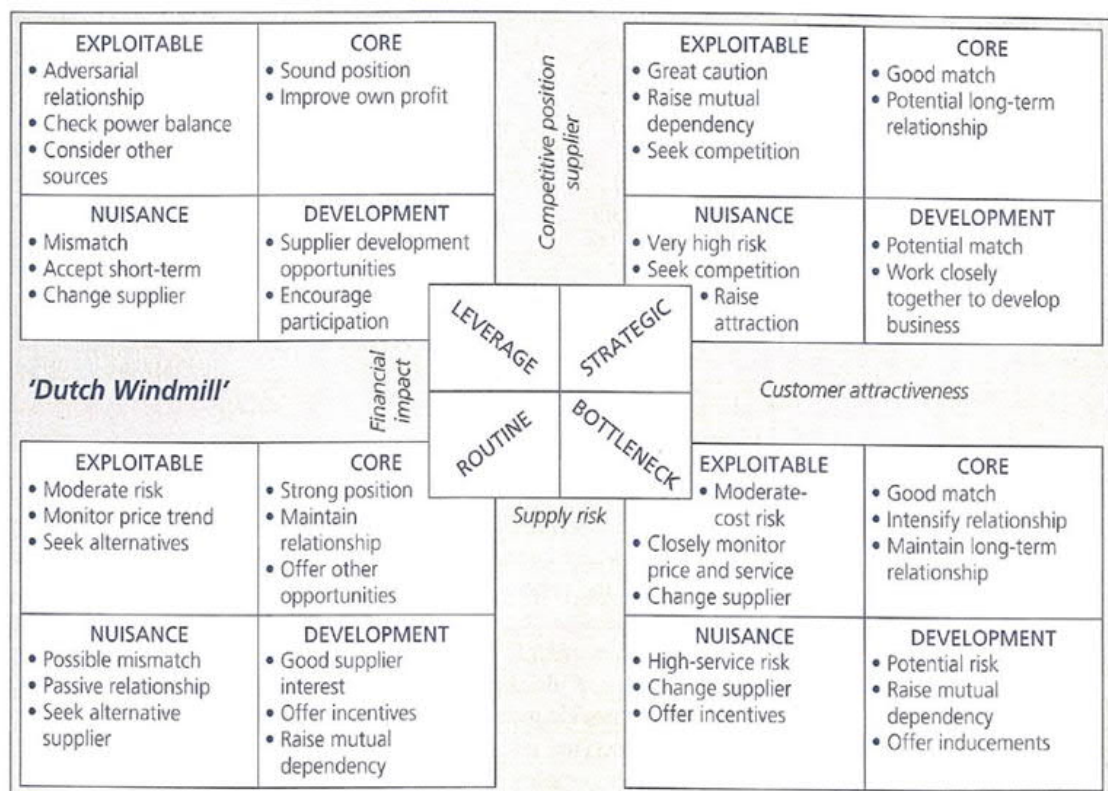 EXPLOITABLE
• Adversarial
relationship
• Check power balance
• Consider other
sources
CORE
• Sound position
• Improve own profit
NUISANCE
• Mismatch
• Accept short-term
• Change supplier
DEVELOPMENT
• Supplier development
opportunities
• Encourage
participation
Competitive position
supplier
EXPLOITABLE
• Great caution
• Raise mutual
dependency
• Seek competition
CORE
• Good match
• Potential long-term
relationship
NUISANCE
• Very high risk
• Seek competition
• Raise
attraction
DEVELOPMENT
• Potential match
• Work closely
together to develop
business
LEVERAGE
STRATEGIC
ROUTINE
BOTTLENECK
'Dutch Windmill'
Financial
impact
Customer attractiveness
Supply risk
EXPLOITABLE
• Moderate risk
• Monitor price trend
• Seek alternatives
CORE
• Strong position
• Maintain
relationship
• Offer other
opportunities
NUISANCE
• Possible mismatch
• Passive relationship
• Seek alternative
supplier
DEVELOPMENT
• Good supplier
interest
• Offer incentives
• Raise mutual
dependency
EXPLOITABLE
• Moderate-
cost risk
• Closely monitor
price and service
• Change supplier
CORE
• Good match
• Intensify relationship
• Maintain long-term
relationship
NUISANCE
• High-service risk
• Change supplier
• Offer incentives
DEVELOPMENT
• Potential risk
• Raise mutual
dependency
• Offer inducements